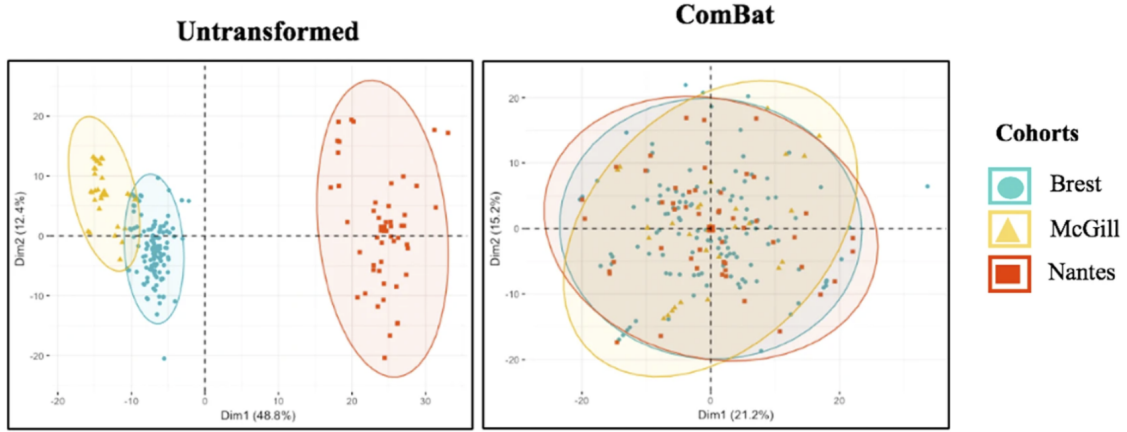 Untransformed
ComBat
20
10
0
-10
-20
Dim2 (12.4%)
-20
-10
0
10
20
30
Dim1 (48.8%)
20
10
0
-10
-20
Dim2 (15.2%)
-20
0
20
Dim1 (21.2%)
Cohorts
Brest
McGill
Nantes